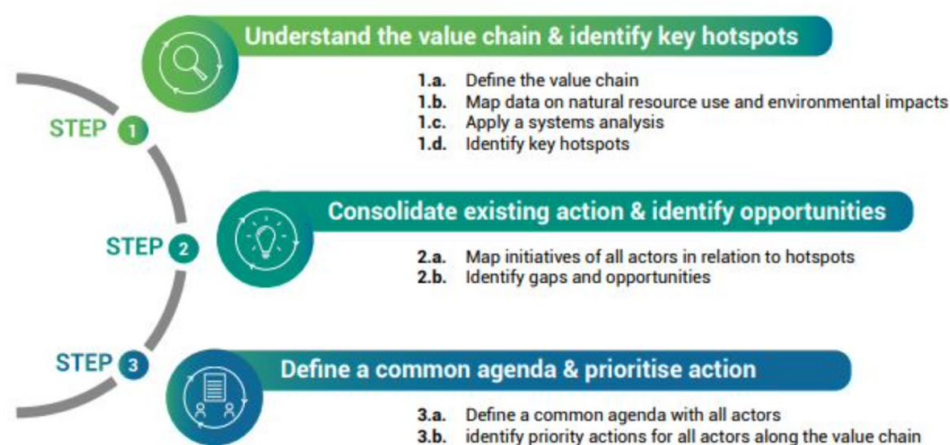 Understand the value chain & identify key hotspots
1.a. Define the value chain
1.b. Map data on natural resource use and environmental impacts
1.c. Apply a systems analysis
1.d. Identify key hotspots
STEP 1
Consolidate existing action & identify opportunities
2.a. Map initiatives of all actors in relation to hotspots
2.b. Identify gaps and opportunities
STEP 2
Define a common agenda & prioritise action
3.a. Define a common agenda with all actors
3.b. identify priority actions for all actors along the value chain
STEP 3